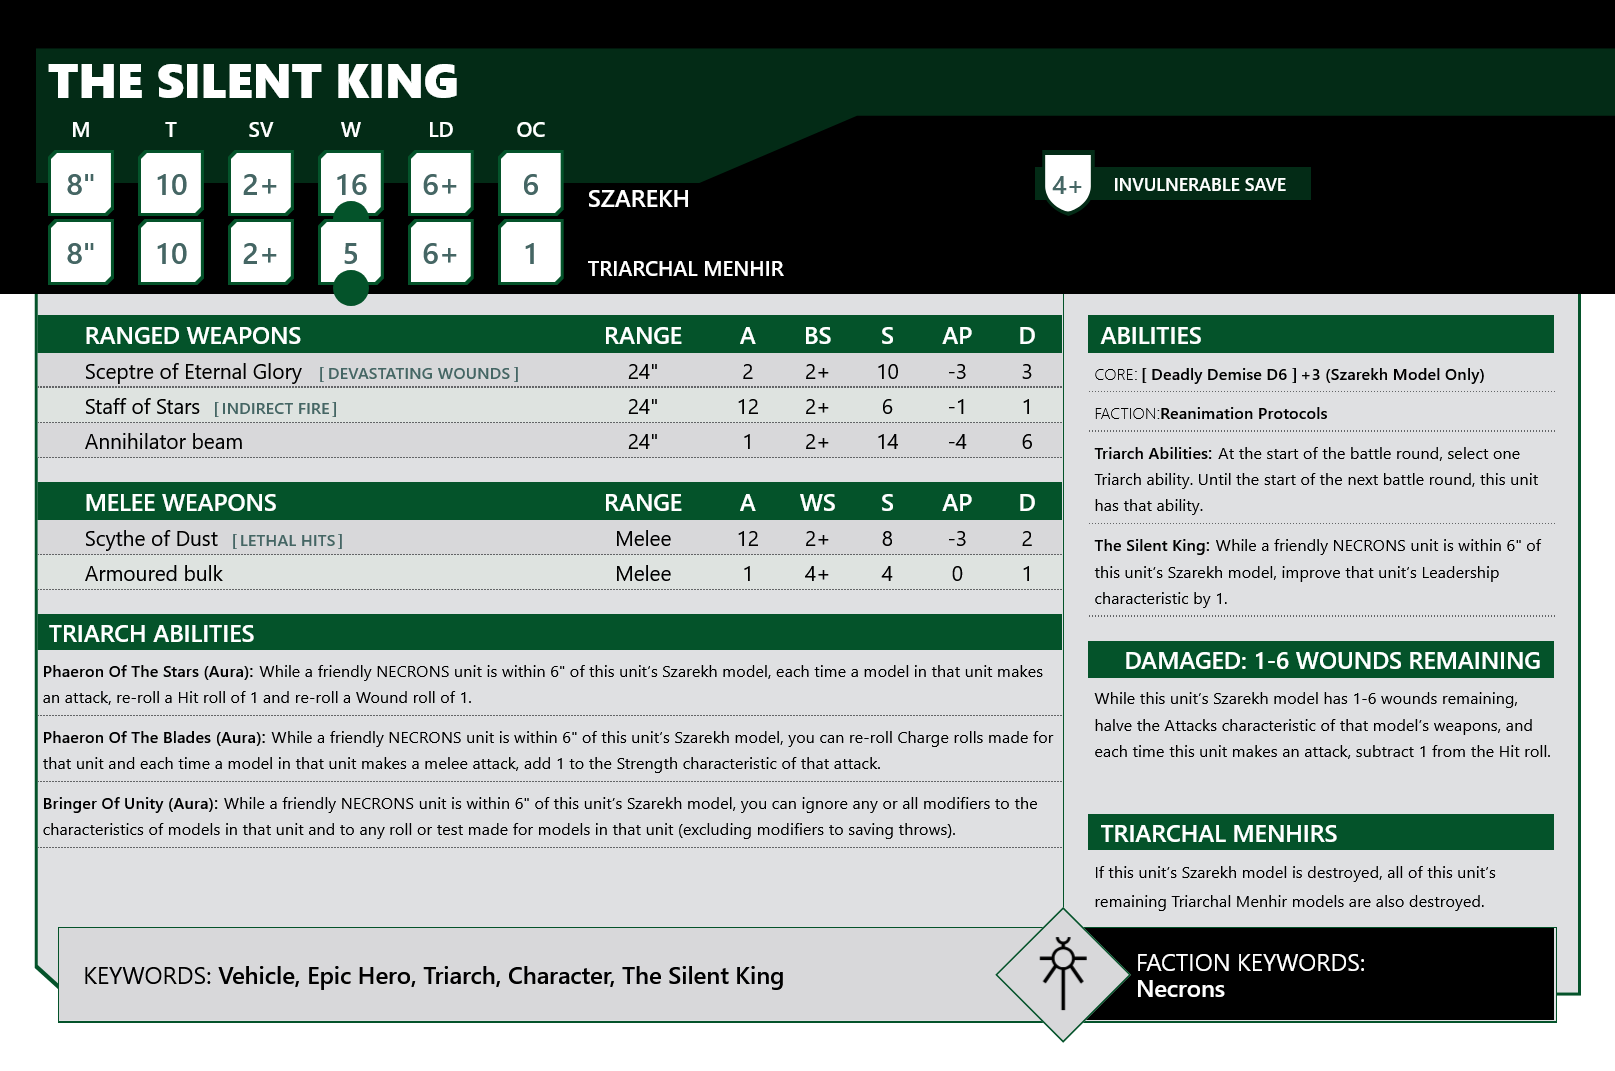 THE SILENT KING
M T SV W LD OC
8" 10 2+ 16 6+ 6 SZAREKH
4+ INVULNERABLE SAVE
8" 10 2+ 5 6+ 1 TRIARCHAL MENHIR
RANGED WEAPONS RANGE A BS S AP D
Sceptre of Eternal Glory [ DEVASTATING WOUNDS ] 24" 2 2+ 10 -3 3
Staff of Stars [ INDIRECT FIRE ] 24" 12 2+ 6 -1 1
Annihilator beam 24" 1 2+ 14 -4 6
MELEE WEAPONS RANGE A WS S AP D
Scythe of Dust [ LETHAL HITS ] Melee 12 2+ 8 -3 2
Armoured bulk Melee 1 4+ 4 0 1
TRIARCH ABILITIES
Phaeron Of The Stars (Aura): While a friendly NECRONS unit is within 6" of this unit's Szarekh model, each time a model in that unit makes
an attack, re-roll a Hit roll of 1 and re-roll a Wound roll of 1.
Phaeron Of The Blades (Aura): While a friendly NECRONS unit is within 6" of this unit's Szarekh model, you can re-roll Charge rolls made for
that unit and each time a model in that unit makes a melee attack, add 1 to the Strength characteristic of that attack.
Bringer Of Unity (Aura): While a friendly NECRONS unit is within 6" of this unit's Szarekh model, you can ignore any or all modifiers to the
characteristics of models in that unit and to any roll or test made for models in that unit (excluding modifiers to saving throws).
ABILITIES
CORE: [ Deadly Demise D6 ] +3 (Szarekh Model Only)
FACTION:Reanimation Protocols
Triarch Abilities: At the start of the battle round, select one
Triarch ability. Until the start of the next battle round, this unit
has that ability.
The Silent King: While a friendly NECRONS unit is within 6" of
this unit's Szarekh model, improve that unit's Leadership
characteristic by 1.
DAMAGED: 1-6 WOUNDS REMAINING
While this unit's Szarekh model has 1-6 wounds remaining,
halve the Attacks characteristic of that model's weapons, and
each time this unit makes an attack, subtract 1 from the Hit roll.
TRIARCHAL MENHIRS
If this unit's Szarekh model is destroyed, all of this unit's
remaining Triarchal Menhir models are also destroyed.
KEYWORDS: Vehicle, Epic Hero, Triarch, Character, The Silent King
FACTION KEYWORDS:
Necrons